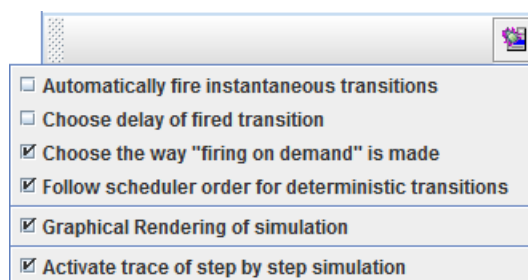 Automatically fire instantaneous transitions
Choose delay of fired transition
Choose the way "firing on demand" is made
Follow scheduler order for deterministic transitions
Graphical Rendering of simulation
Activate trace of step by step simulation